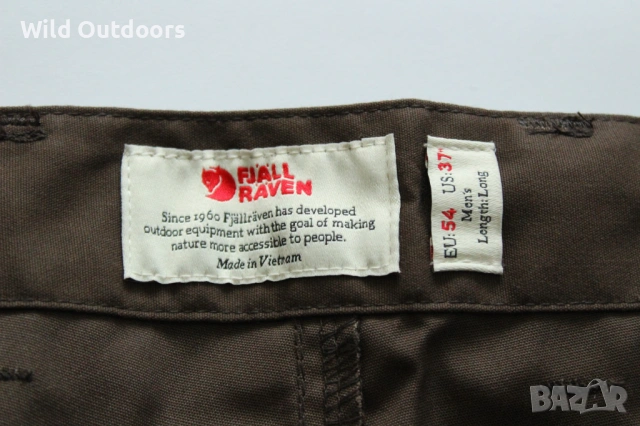 Wild Outdoors
FJÄLL
RÄVEN
Since 1960 Fjällräven has developed
outdoor equipment with the goal of making
nature more accessible to people.
Made in Vietnam
EU: 54 US: 37"
Men's
Length: Long
BAZAR